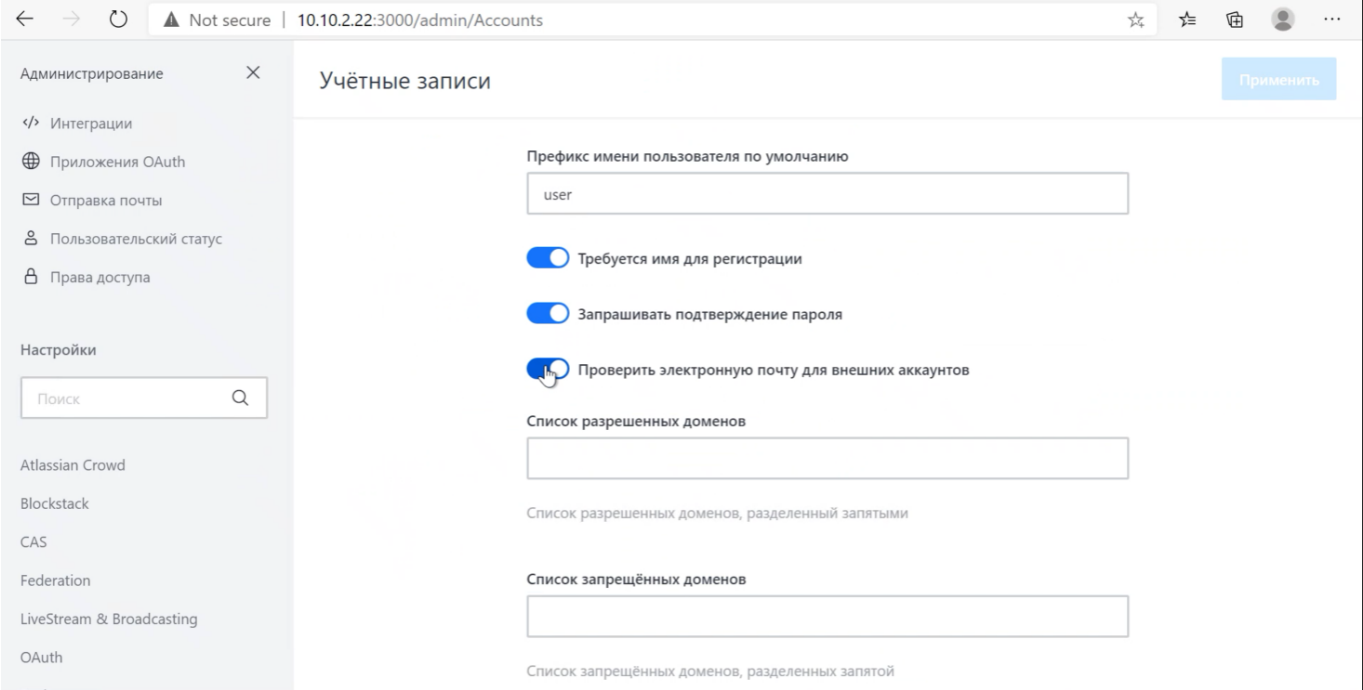 Not secure | 10.10.2.22:3000/admin/Accounts
Администрирование
Интеграции
Приложения OAuth
Отправка почты
Пользовательский статус
Права доступа
Настройки
Поиск
Atlassian Crowd
Blockstack
CAS
Federation
LiveStream & Broadcasting
OAuth
Учётные записи
Применить
Префикс имени пользователя по умолчанию
user
Требуется имя для регистрации
Запрашивать подтверждение пароля
Проверить электронную почту для внешних аккаунтов
Список разрешенных доменов
Список разрешенных доменов, разделенный запятыми
Список запрещённых доменов
Список запрещённых доменов, разделенных запятой